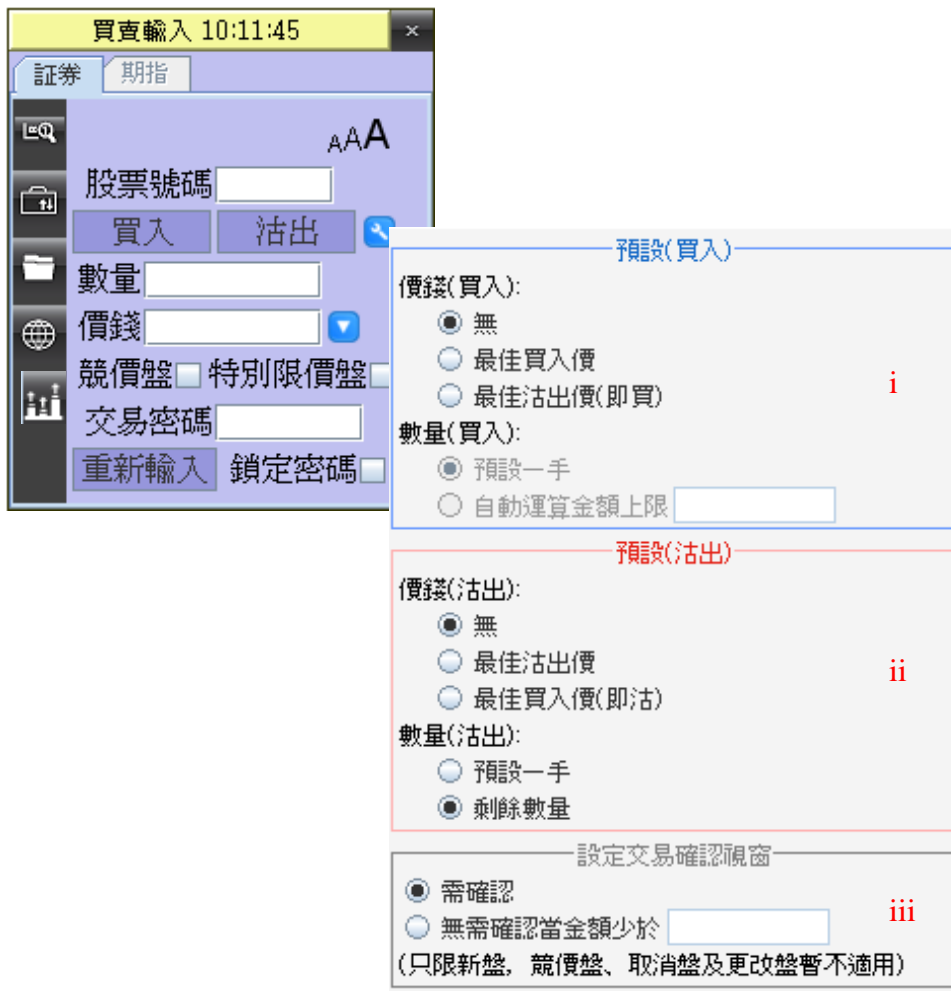 買賣輸入 10:11:45 ×
証券 期指
AAA
股票號碼
買入 沽出
數量
價錢
競價盤 特別限價盤
交易密碼
重新輸入 鎖定密碼
預設(買入)
價錢(買入):
無
最佳買入價
最佳沽出價(即買)
i
數量(買入):
預設一手
自動運算金額上限
預設(沽出)
價錢(沽出):
無
最佳沽出價
最佳買入價(即沽)
ii
數量(沽出):
預設一手
剩餘數量
設定交易確認視窗
需確認
無需確認當金額少於
iii
(只限新盤, 競價盤、取消盤及更改盤暫不適用)